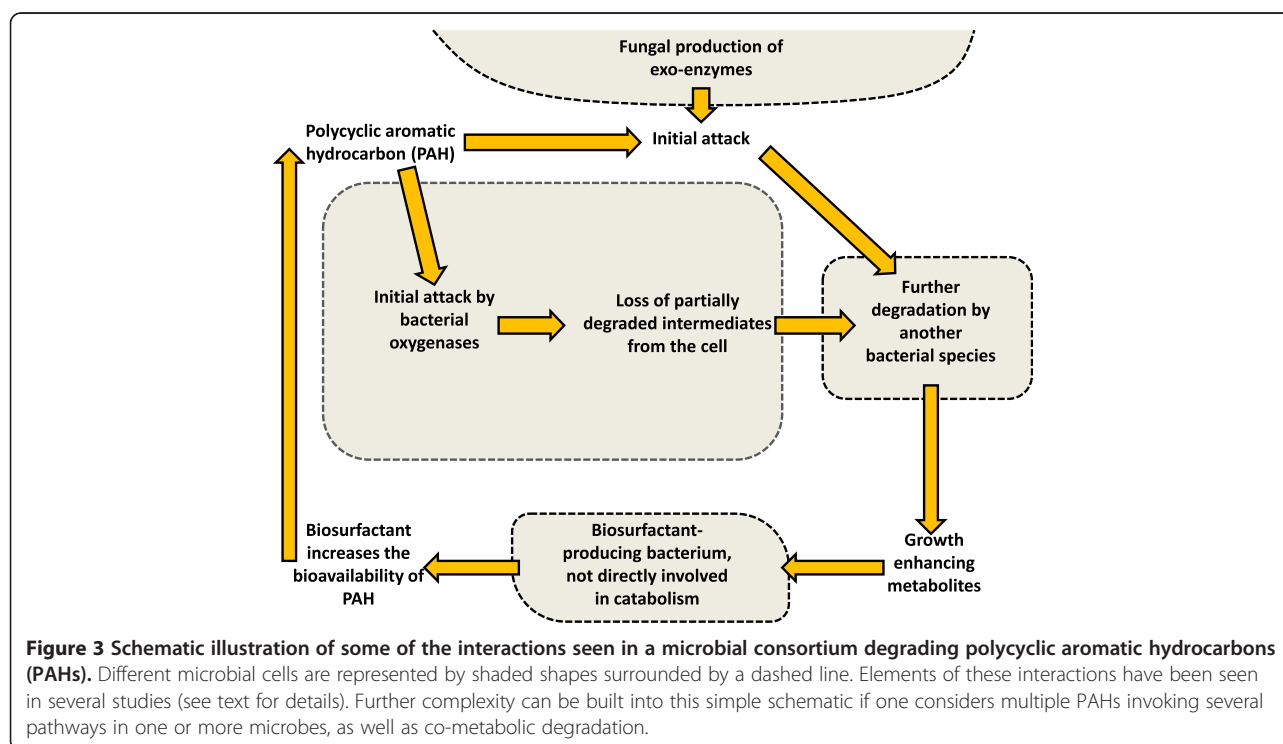 Fungal production of
exo-enzymes
Polycyclic aromatic
hydrocarbon (PAH)
Initial attack
Initial attack by
bacterial
oxygenases
Loss of partially
degraded intermediates
from the cell
Further
degradation by
another
bacterial species
Biosurfactant
increases the
bioavailability of
PAH
Biosurfactant-
producing bacterium,
not directly involved
in catabolism
Growth
enhancing
metabolites
Figure 3 Schematic illustration of some of the interactions seen in a microbial consortium degrading polycyclic aromatic hydrocarbons
(PAHs). Different microbial cells are represented by shaded shapes surrounded by a dashed line. Elements of these interactions have been seen
in several studies (see text for details). Further complexity can be built into this simple schematic if one considers multiple PAHs invoking several
pathways in one or more microbes, as well as co-metabolic degradation.